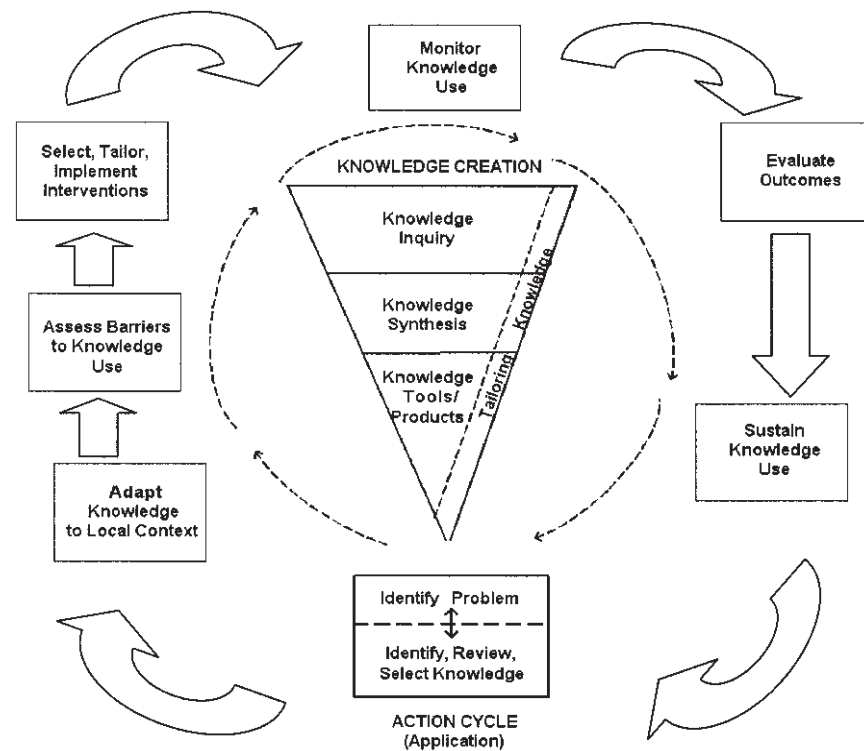 Monitor
Knowledge
Use
Select, Tailor,
Implement
Interventions
Evaluate
Outcomes
KNOWLEDGE CREATION
Knowledge
Inquiry
Knowledge
Synthesis
Knowledge
Tools/
Products
Knowledge
Tailoring
Assess Barriers
to Knowledge
Use
Sustain
Knowledge
Use
Adapt
Knowledge
to Local Context
Identify Problem
Identify, Review,
Select Knowledge
ACTION CYCLE
(Application)